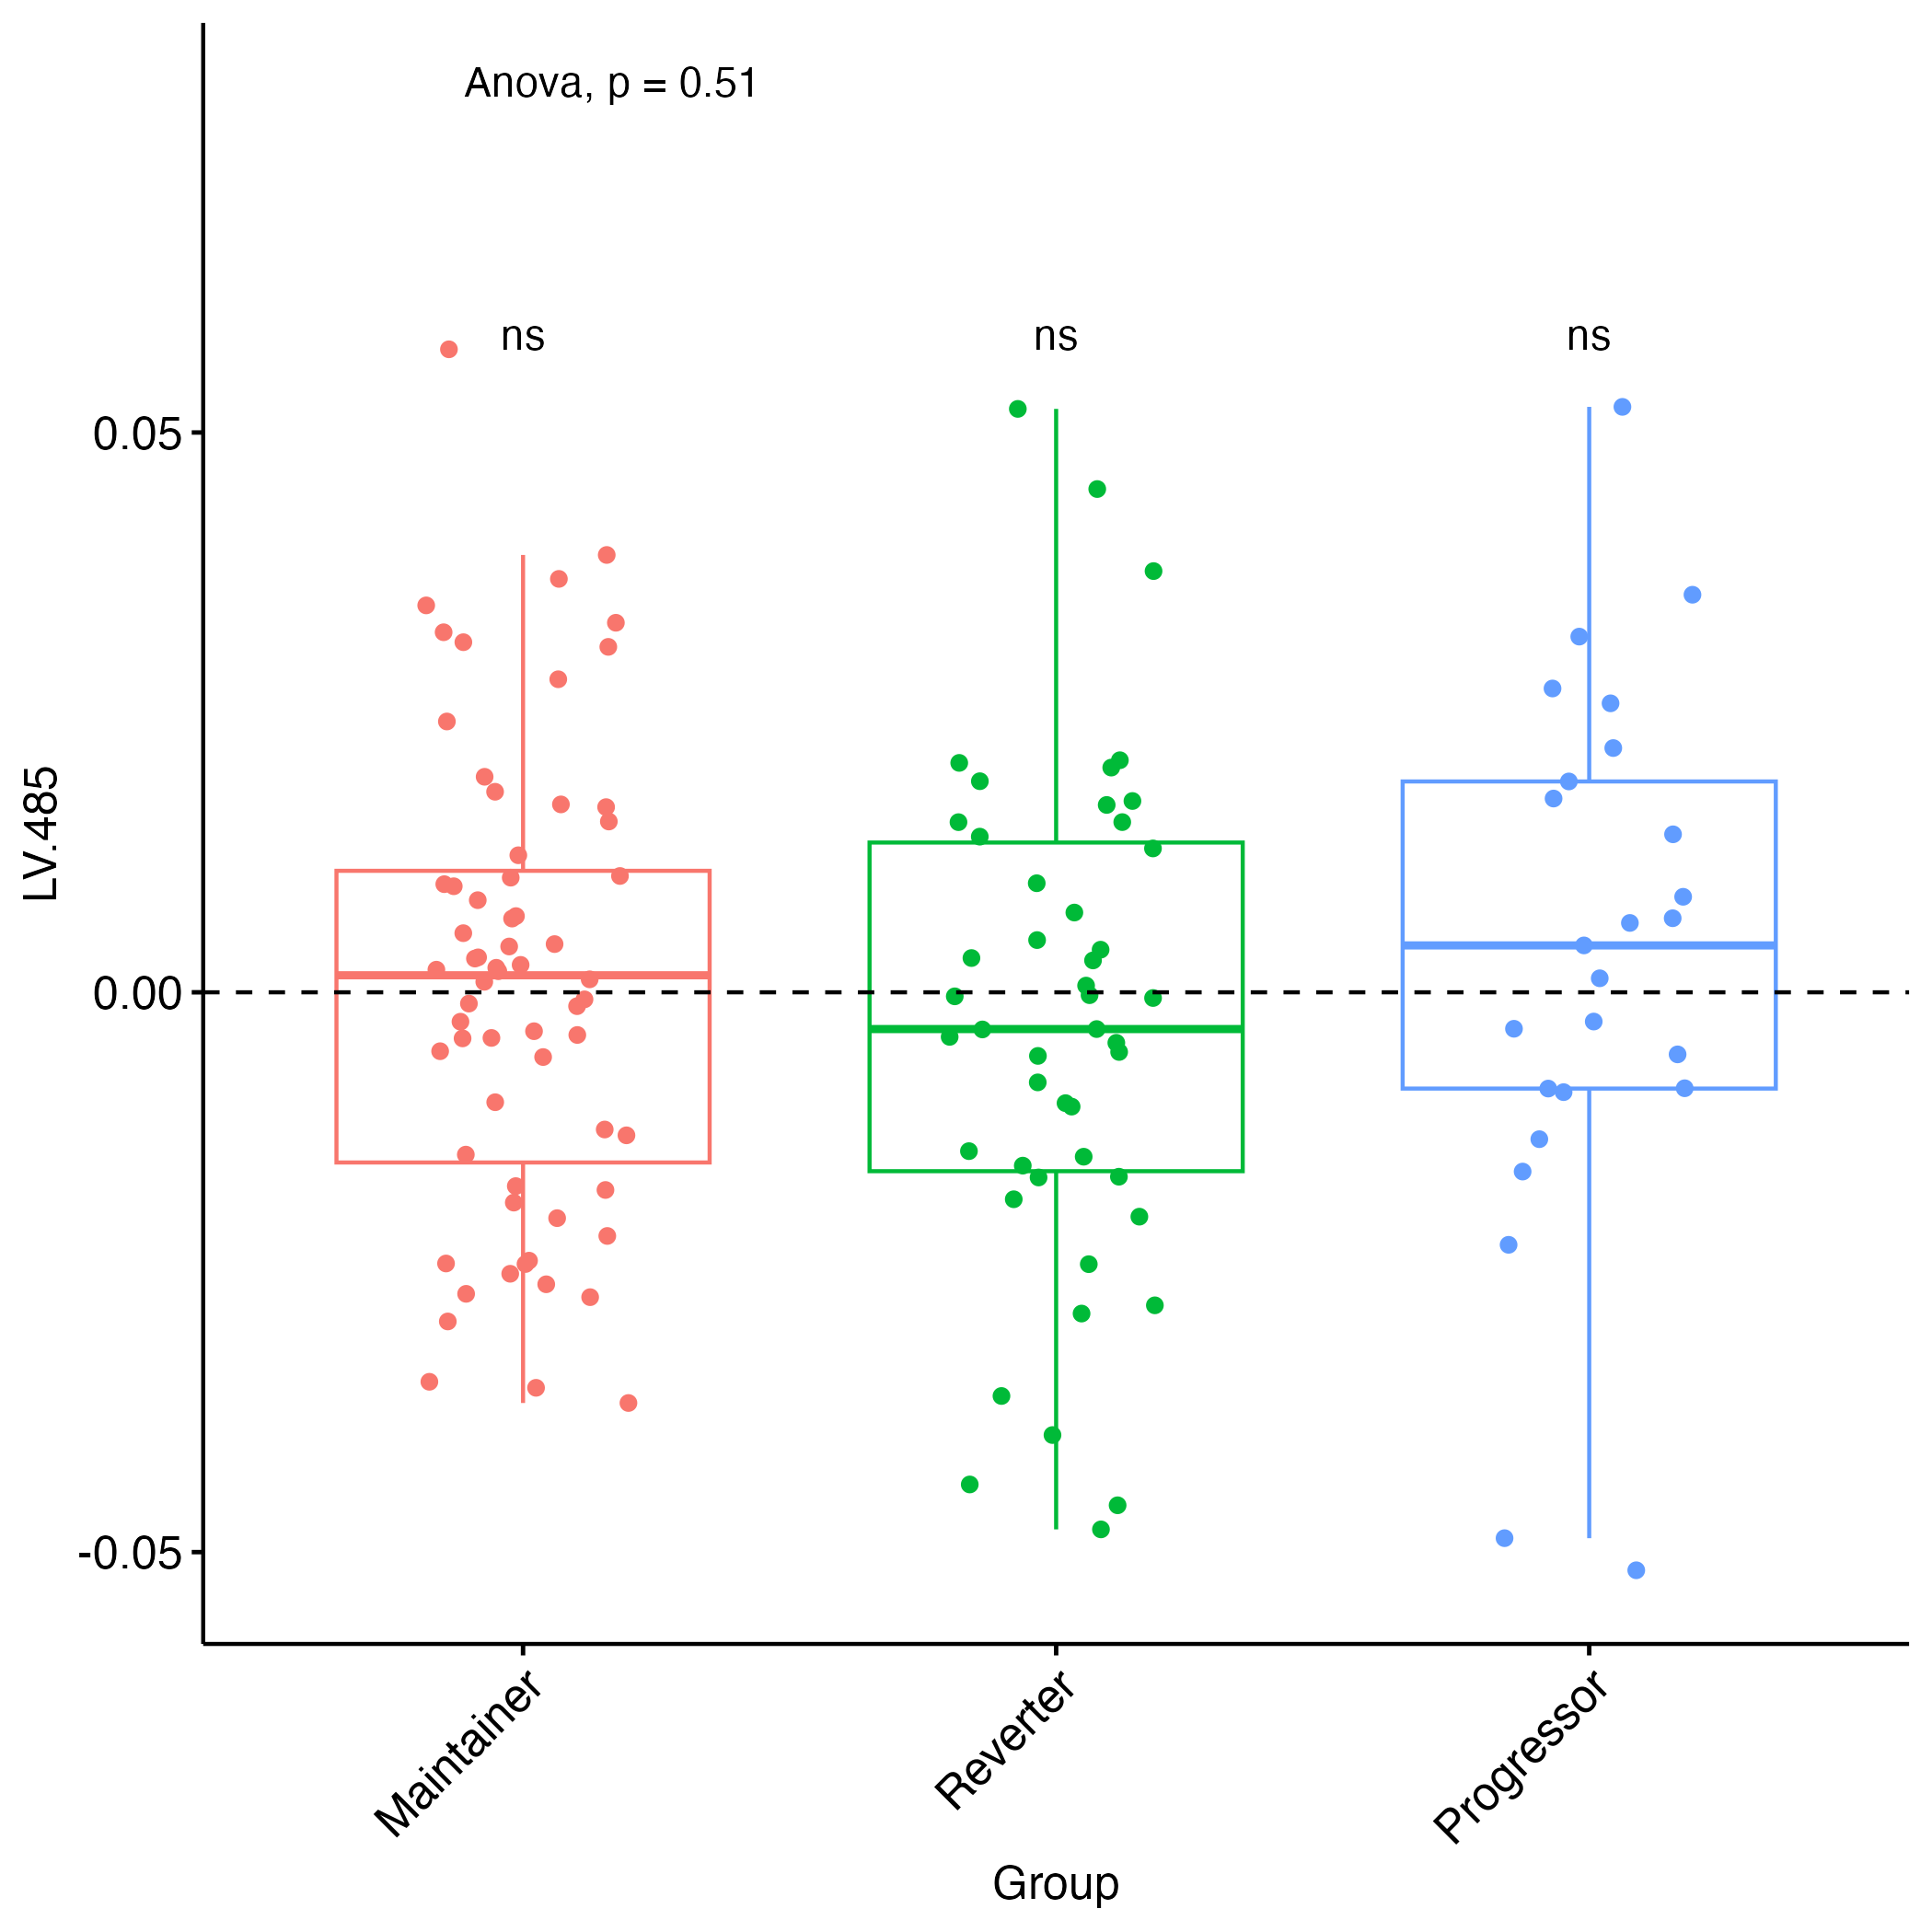 Anova, p = 0.51
ns ns ns
0.05
0.00
-0.05
LV.485
Maintainer Reverter Progressor
Group